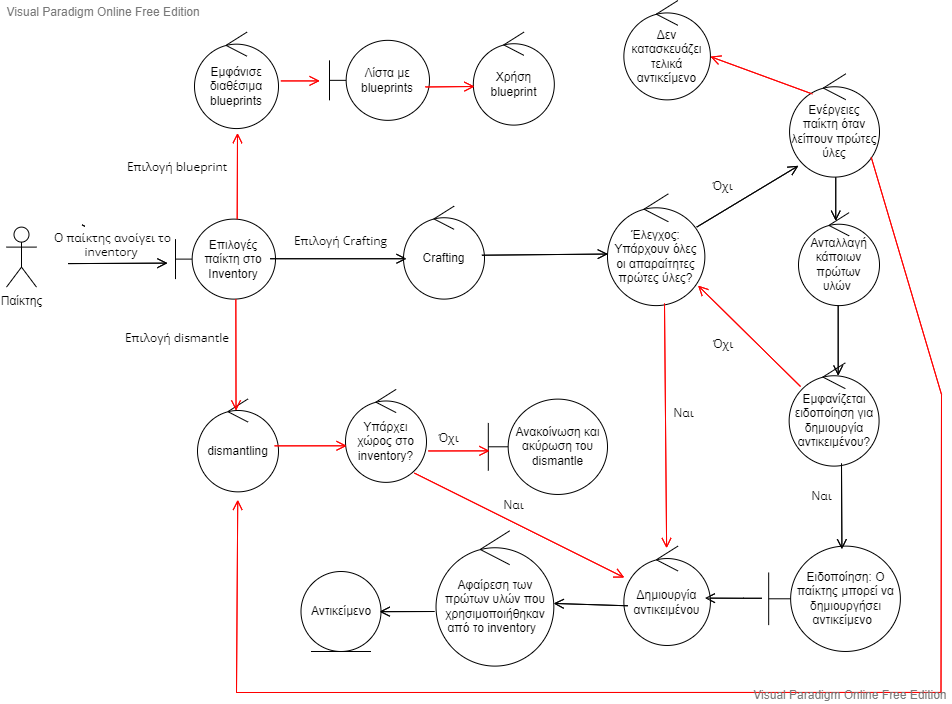 Visual Paradigm Online Free Edition
Εμφάνισε
διαθέσιμα
blueprints
Λίστα με
blueprints
Χρήση
blueprint
Δεν
κατασκευάζει
τελικά
αντικείμενο
Ενέργειες
παίκτη όταν
λείπουν πρώτες
ύλες
Επιλογή blueprint
Όχι
Ο παίκτης ανοίγει το
inventory
Επιλογές
παίκτη στο
Inventory
Επιλογή Crafting
Crafting
Έλεγχος:
Υπάρχουν όλες
οι απαραίτητες
πρώτες ύλες?
Ανταλλαγή
κάποιων
πρώτων
υλών
Παίκτης
Επιλογή dismantle
Όχι
Ναι
Εμφανίζεται
ειδοποίηση για
δημιουργία
αντικειμένου?
dismantling
Υπάρχει
χώρος στο
inventory?
Όχι
Ανακοίνωση και
ακύρωση του
dismantle
Ναι
Ναι
Αντικείμενο
Αφαίρεση των
πρώτων υλών που
χρησιμοποιήθηκαν
από το inventory
Δημιουργία
αντικειμένου
Ειδοποίηση: Ο
παίκτης μπορεί να
δημιουργήσει
αντικείμενο
Visual Paradigm Online Free Edition